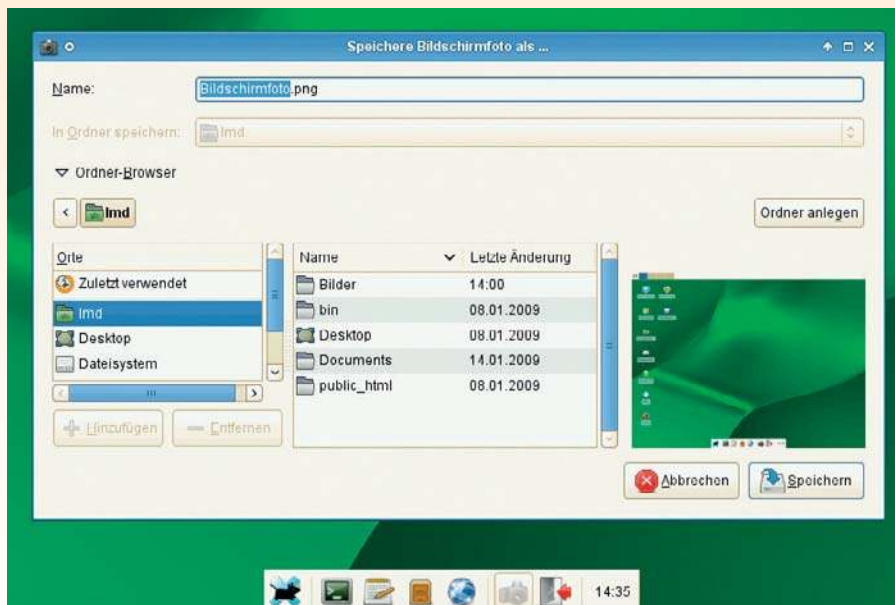 Speichere Bildschirmfoto als ...
Name: Bildschirmfoto.png
In Ordner speichern: lmd
Ordner-Browser
< lmd Ordner anlegen
Orte
Zuletzt verwendet
lmd
Desktop
Dateisystem
Hinzufügen Entfernen
Name Letzte Änderung
Bilder 14:00
bin 08.01.2009
Desktop 08.01.2009
Documents 14.01.2009
public_html 08.01.2009
Abbrechen Speichern
14:35